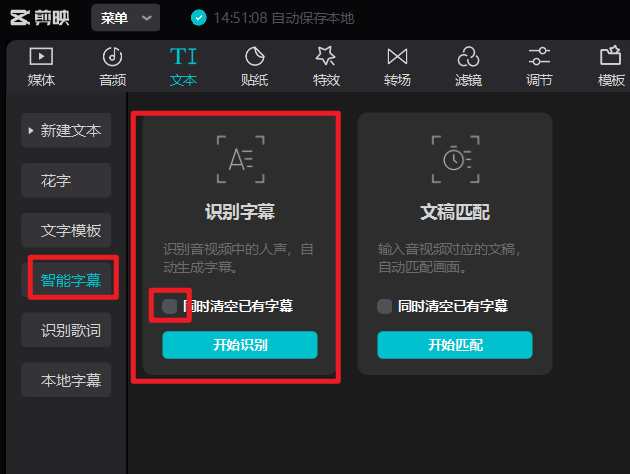 剪映 菜单 14:51:08 自动保存本地
媒体 音频 文本 贴纸 特效 转场 滤镜 调节 模板
TI
新建文本
花字
文字模板
智能字幕
识别歌词
本地字幕
识别字幕
识别音视频中的人声，自
动生成字幕。
同时清空已有字幕
开始识别
文稿匹配
输入音视频对应的文稿，
自动匹配画面。
同时清空已有字幕
开始匹配